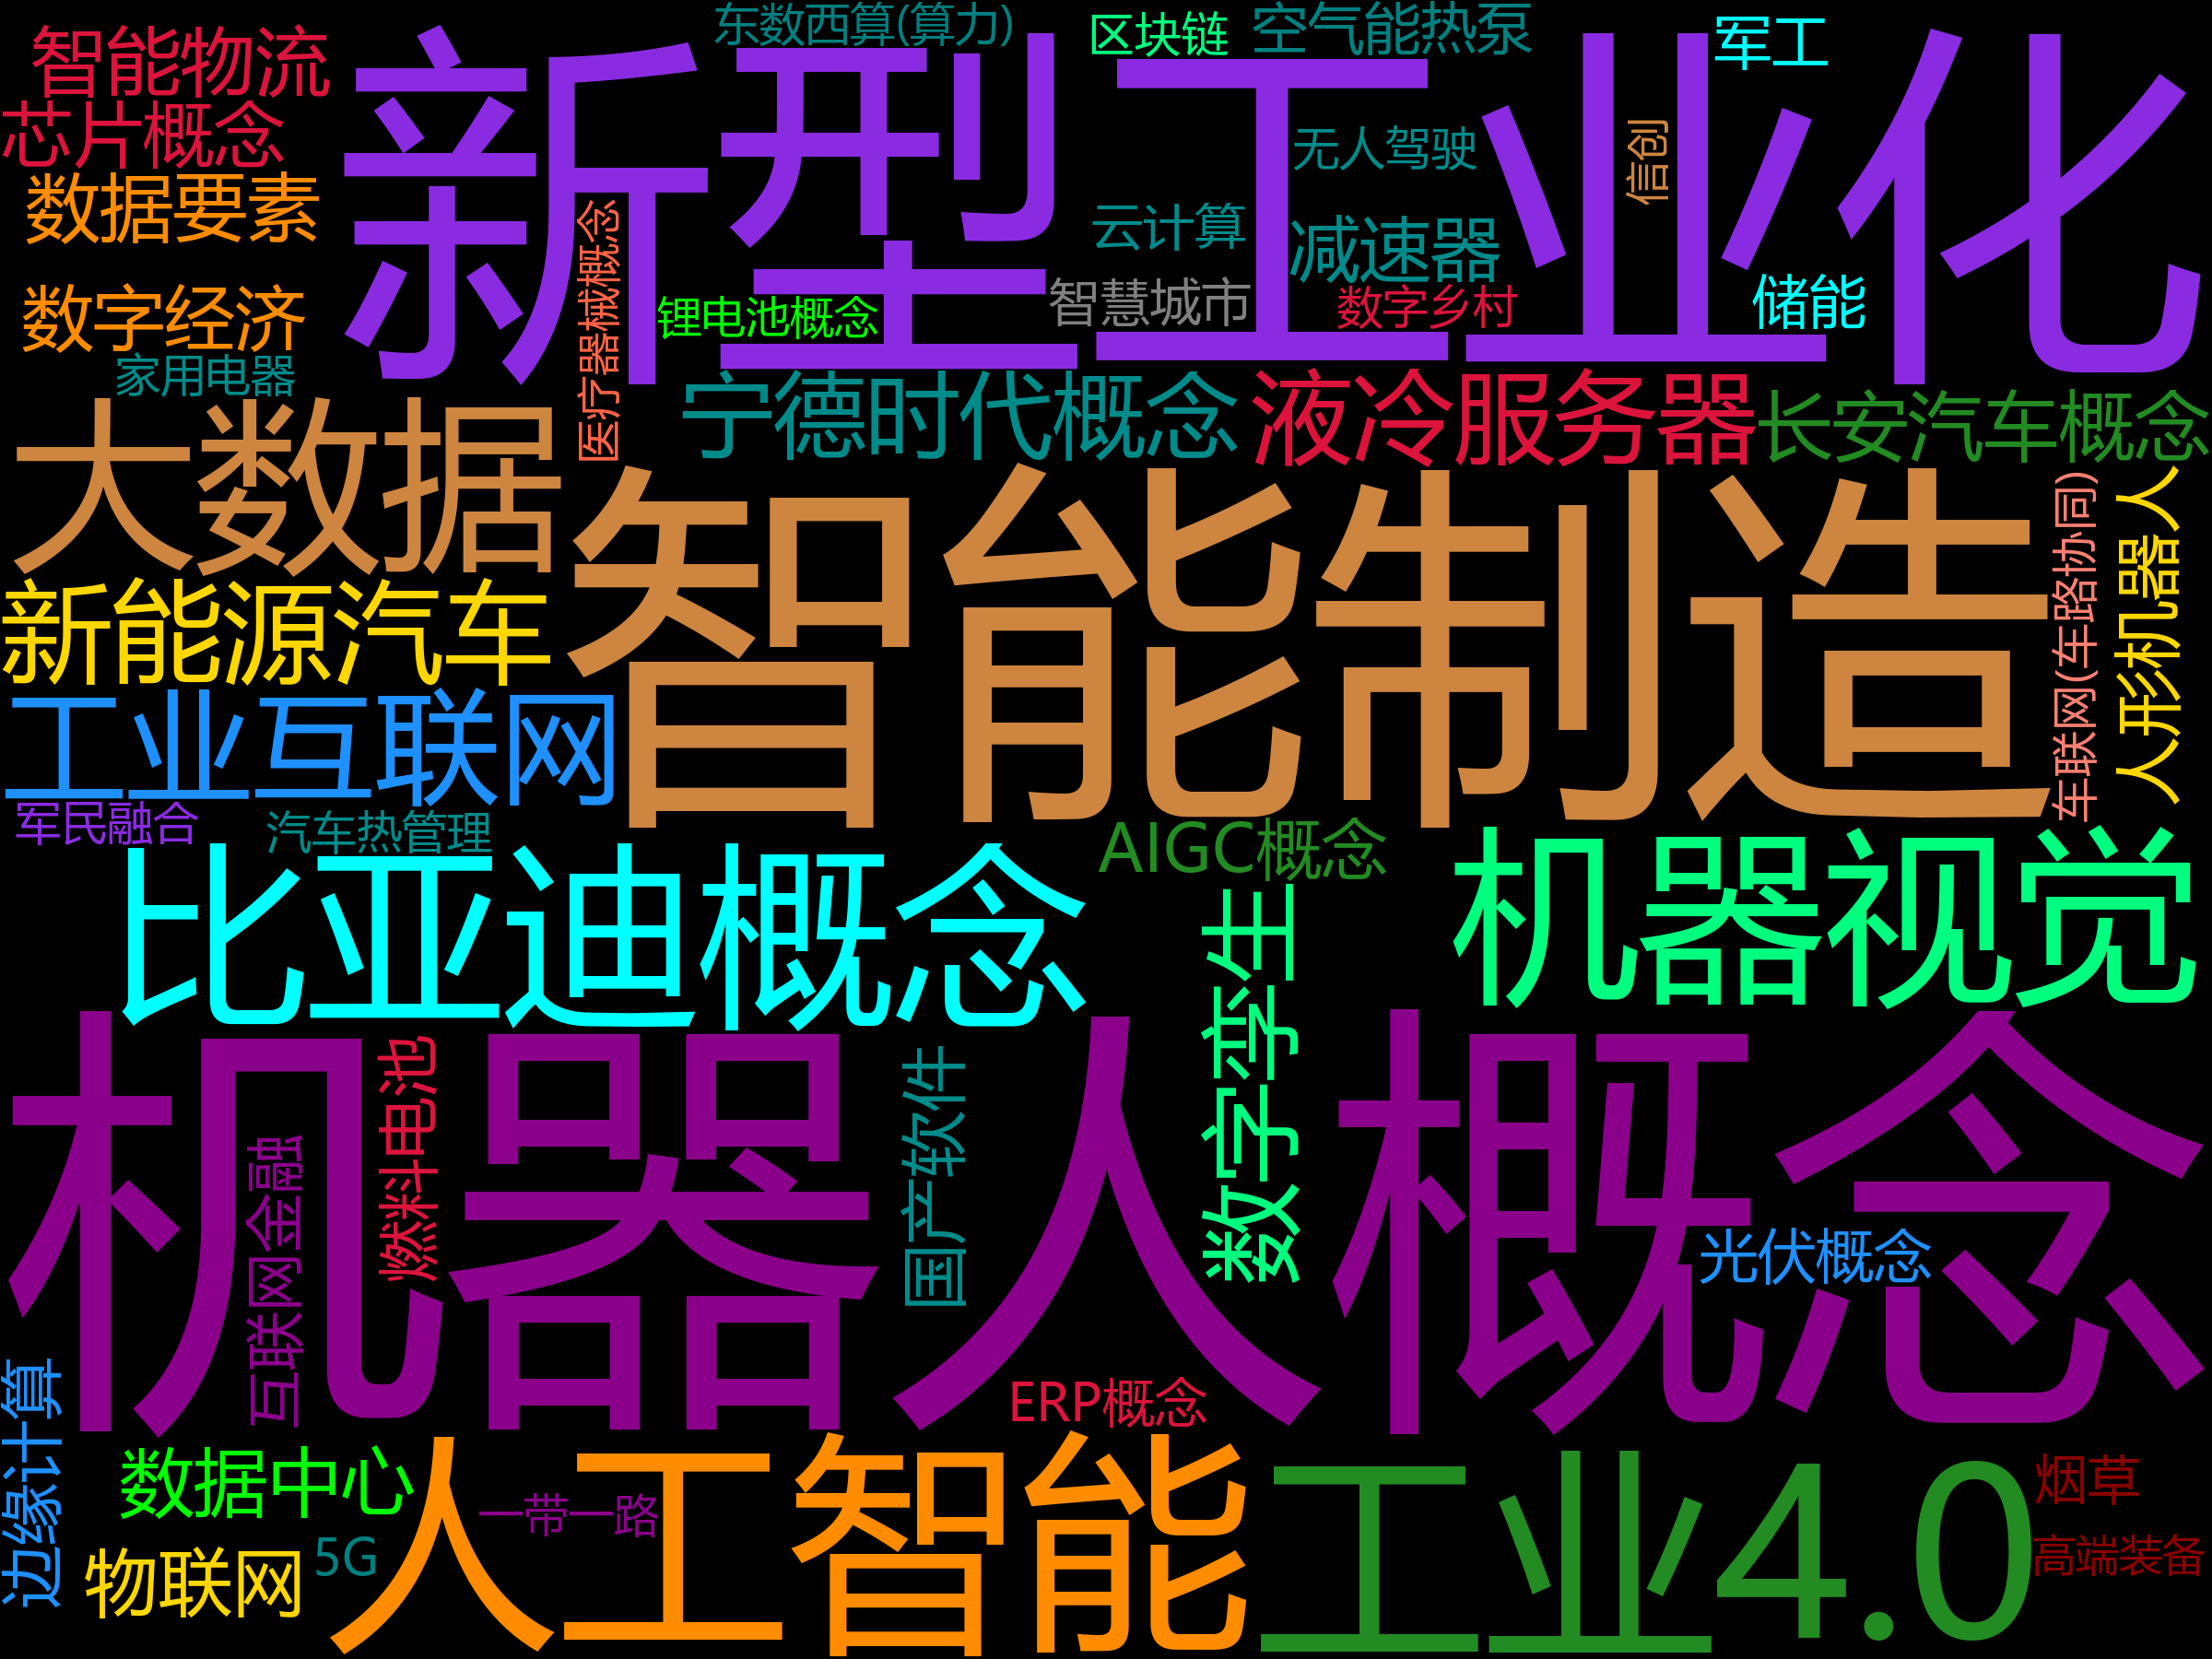 智能物流
东数西算(算力)
区块链
空气能热泵
军工
新型工业化
芯片概念
无人驾驶
信创
数据要素
医疗器械概念
云计算
减速器
数字经济
锂电池概念
智慧城市
数字乡村
储能
家用电器
大数据
宁德时代概念
液冷服务器
长安汽车概念
智能制造
车联网(车路协同)
人形机器人
新能源汽车
工业互联网
军民融合
汽车热管理
AIGC概念
比亚迪概念
机器视觉
数字孪生
机器人概念
燃料电池
国产软件
互联网金融
光伏概念
边缘计算
ERP概念
数据中心
一带一路
人工智能
工业4.0
烟草
5G
物联网
高端装备